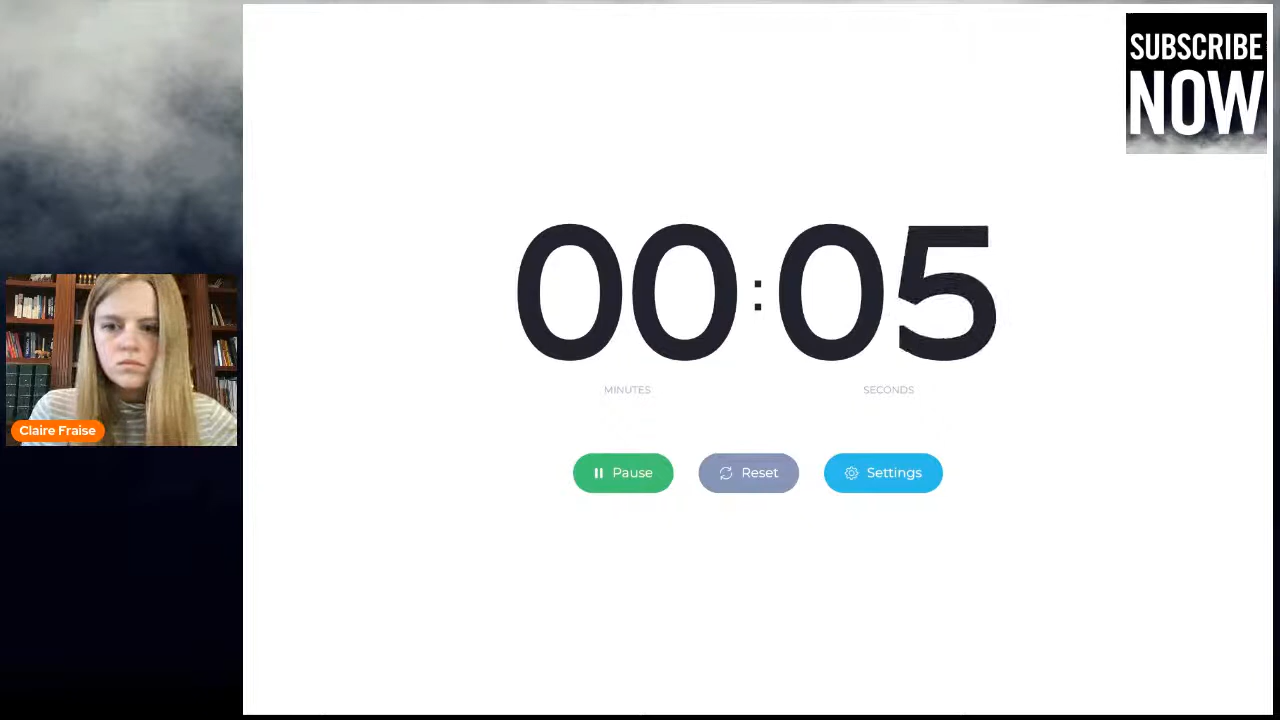 SUBSCRIBE
NOW
00:05
MINUTES
SECONDS
Pause
Reset
Settings
Claire Fraise